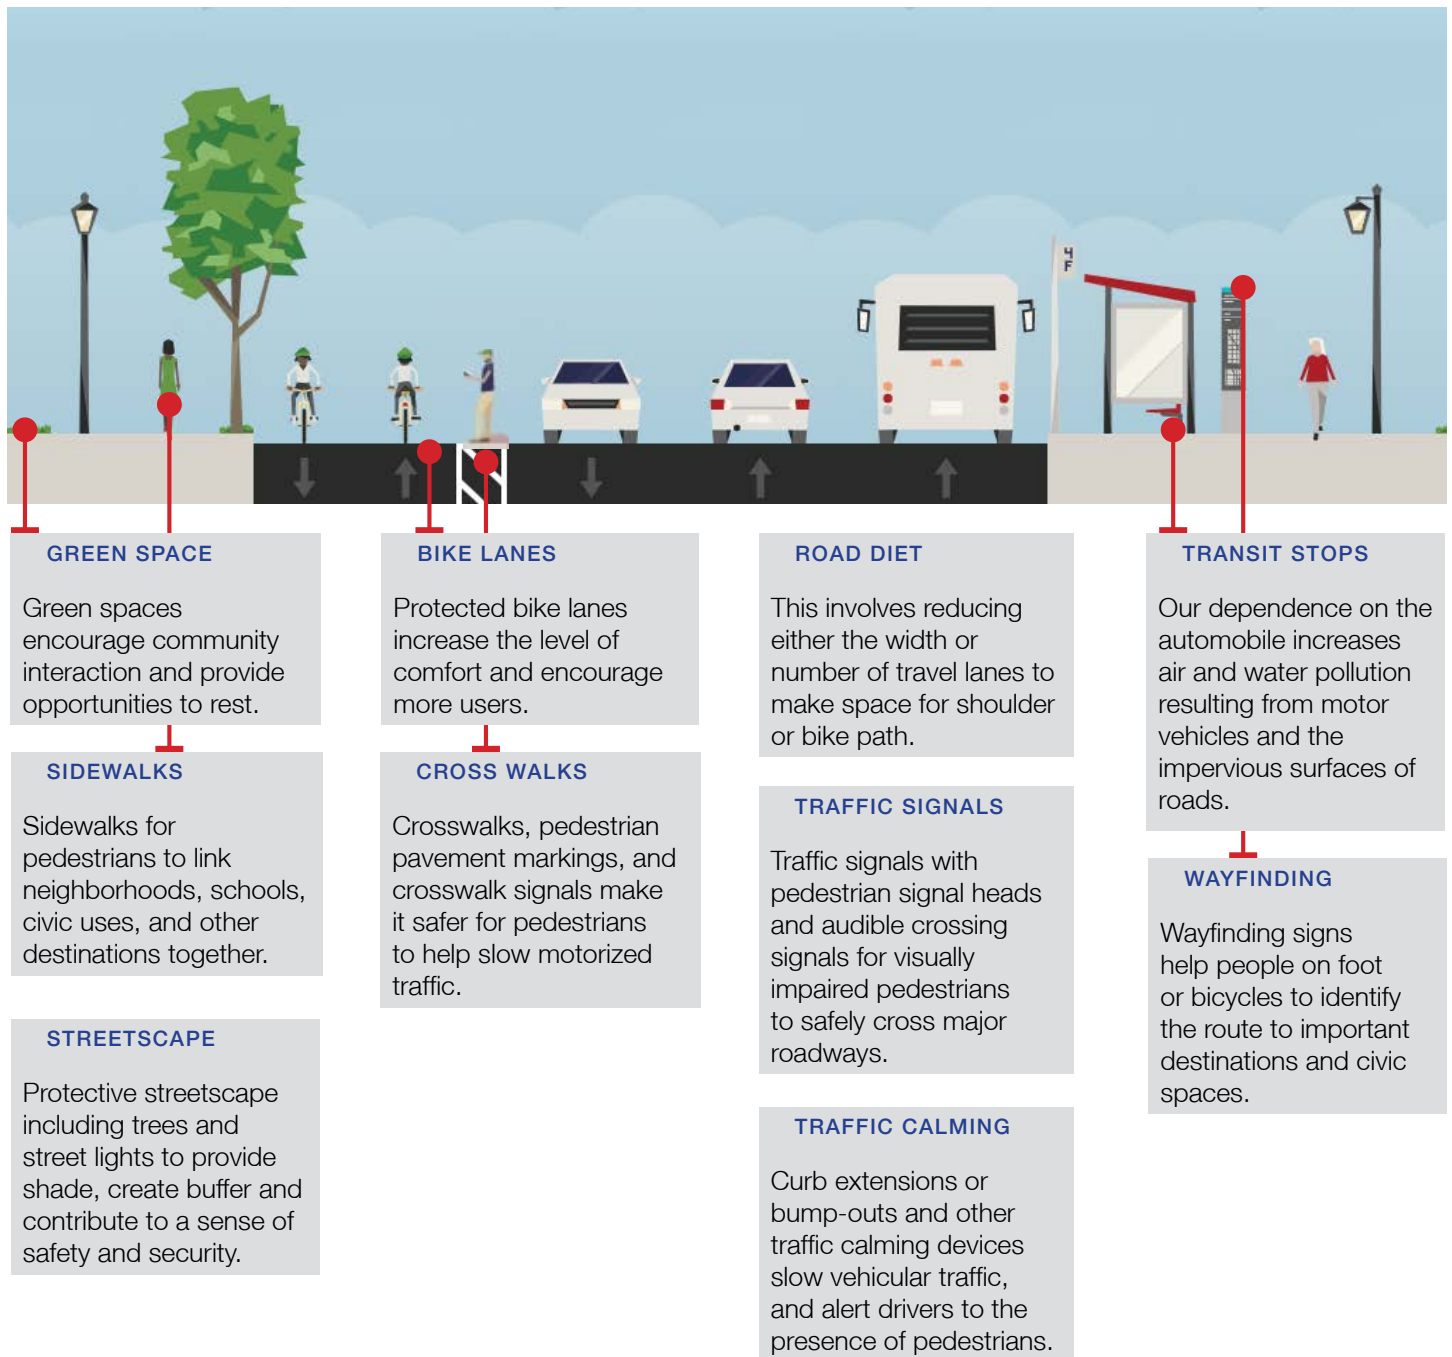 4
F
GREEN SPACE
Green spaces
encourage community
interaction and provide
opportunities to rest.
SIDEWALKS
Sidewalks for
pedestrians to link
neighborhoods, schools,
civic uses, and other
destinations together.
STREETSCAPE
Protective streetscape
including trees and
street lights to provide
shade, create buffer and
contribute to a sense of
safety and security.
BIKE LANES
Protected bike lanes
increase the level of
comfort and encourage
more users.
CROSS WALKS
Crosswalks, pedestrian
pavement markings, and
crosswalk signals make
it safer for pedestrians
to help slow motorized
traffic.
ROAD DIET
This involves reducing
either the width or
number of travel lanes to
make space for shoulder
or bike path.
TRAFFIC SIGNALS
Traffic signals with
pedestrian signal heads
and audible crossing
signals for visually
impaired pedestrians
to safely cross major
roadways.
TRAFFIC CALMING
Curb extensions or
bump-outs and other
traffic calming devices
slow vehicular traffic,
and alert drivers to the
presence of pedestrians.
TRANSIT STOPS
Our dependence on the
automobile increases
air and water pollution
resulting from motor
vehicles and the
impervious surfaces of
roads.
WAYFINDING
Wayfinding signs
help people on foot
or bicycles to identify
the route to important
destinations and civic
spaces.